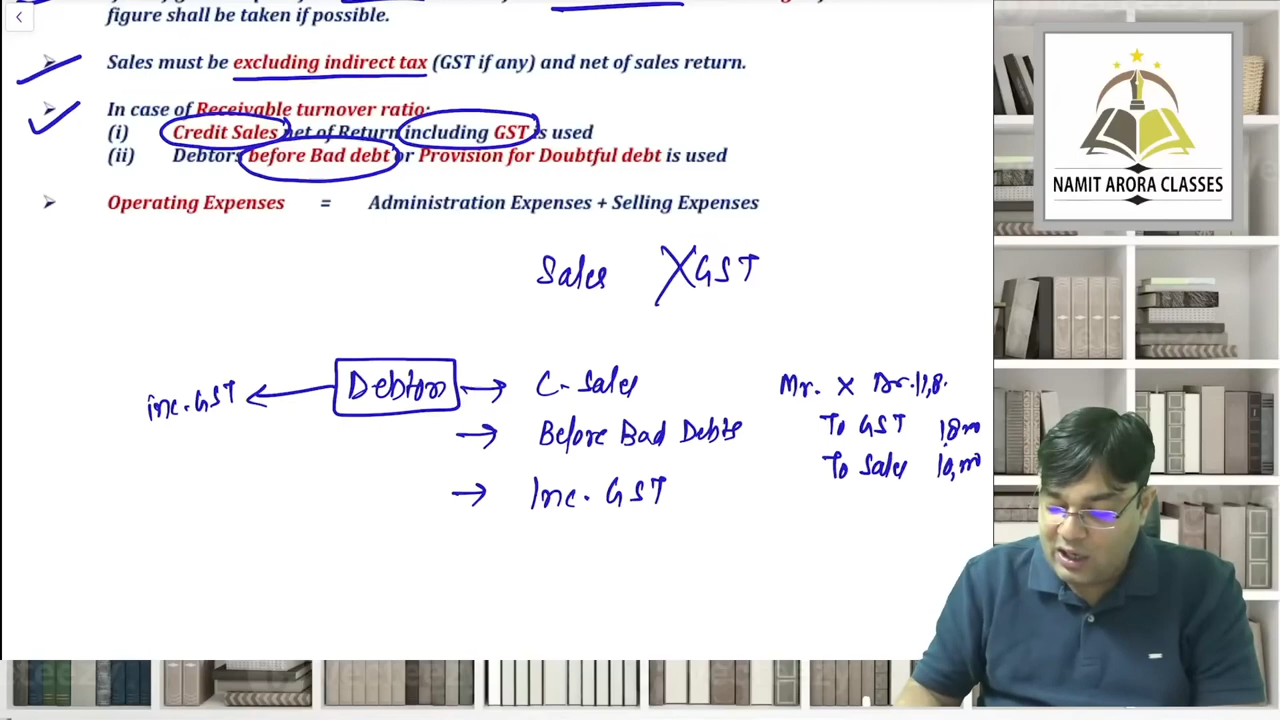 figure shall be taken if possible.
Sales must be excluding indirect tax (GST if any) and net of sales return.
In case of Receivable turnover ratio:
(i) Credit Sales net of Return including GST is used
(ii) Debtors before Bad debt or Provision for Doubtful debt is used
Operating Expenses = Administration Expenses + Selling Expenses
Sales XGST
inc. GST Debtors C-Sales
Before Bad Debts
Inc. GST
Mr. X Dr. 11,8
To GST 1800
To Sales 10,000
NAMIT ARORA CLASSES